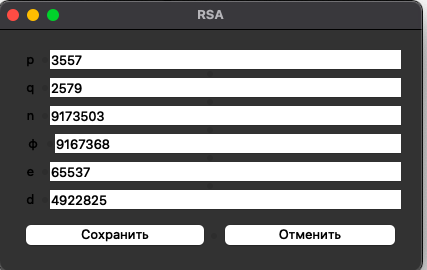 RSA
p 3557
q 2579
n 9173503
ф 9167368
e 65537
d 4922825
Сохранить Отменить